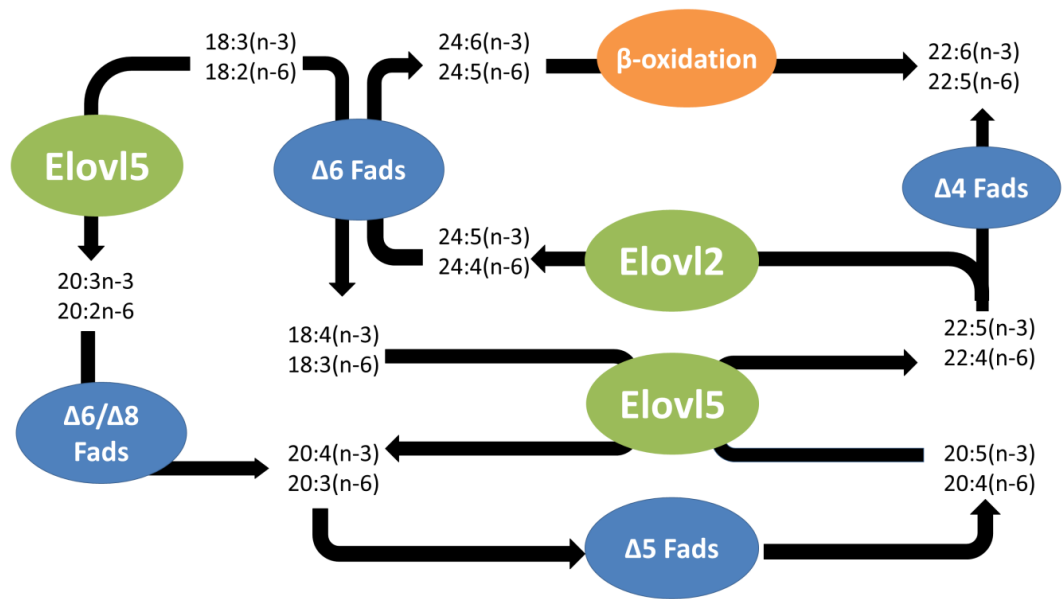 18:3(n-3)
18:2(n-6)
24:6(n-3)
24:5(n-6)
β-oxidation
22:6(n-3)
22:5(n-6)
Elovl5
Δ6 Fads
Δ4 Fads
24:5(n-3)
24:4(n-6)
Elovl2
20:3n-3
20:2n-6
18:4(n-3)
18:3(n-6)
Elovl5
22:5(n-3)
22:4(n-6)
Δ6/Δ8
Fads
20:4(n-3)
20:3(n-6)
20:5(n-3)
20:4(n-6)
Δ5 Fads